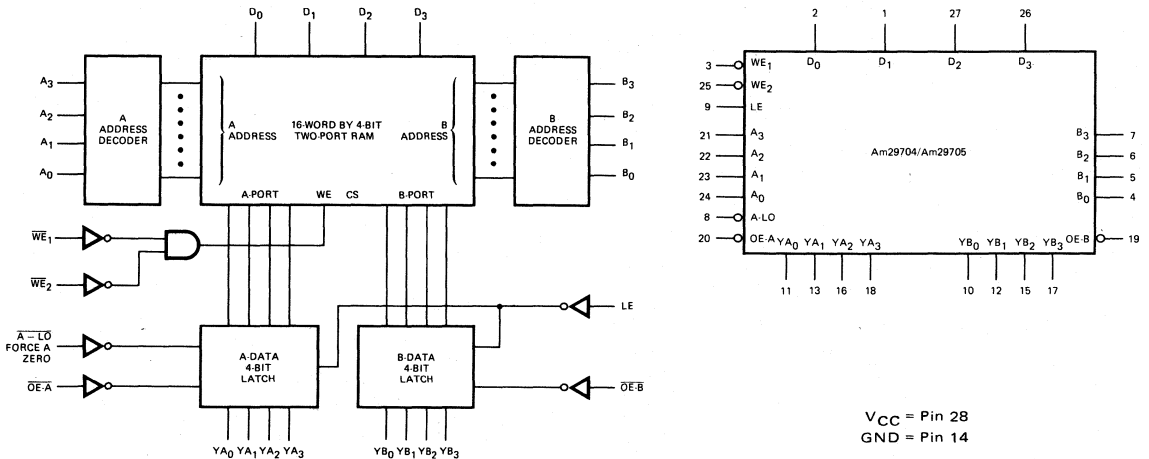 D0 D1 D2 D3
A3
A2
A1
A0
A
ADDRESS
DECODER
A
ADDRESS
16-WORD BY 4-BIT
TWO-PORT RAM
B
ADDRESS
A-PORT WE CS B-PORT
B
ADDRESS
DECODER
B3
B2
B1
B0
WE1
WE2
LE
A-LO
FORCE A
ZERO
OE-A
A-DATA
4-BIT
LATCH
B-DATA
4-BIT
LATCH
OE-B
YA0 YA1 YA2 YA3
YB0 YB1 YB2 YB3
2 1 27 26
D0 D1 D2 D3
3 WE1
25 WE2
9 LE
21 A3
22 A2
23 A1
24 A0
8 A-LO
20 OE-A
Am29704/Am29705
B3 7
B2 6
B1 5
B0 4
OE-B 19
YA0 YA1 YA2 YA3 YB0 YB1 YB2 YB3
11 13 16 18 10 12 15 17
VCC = Pin 28
GND = Pin 14